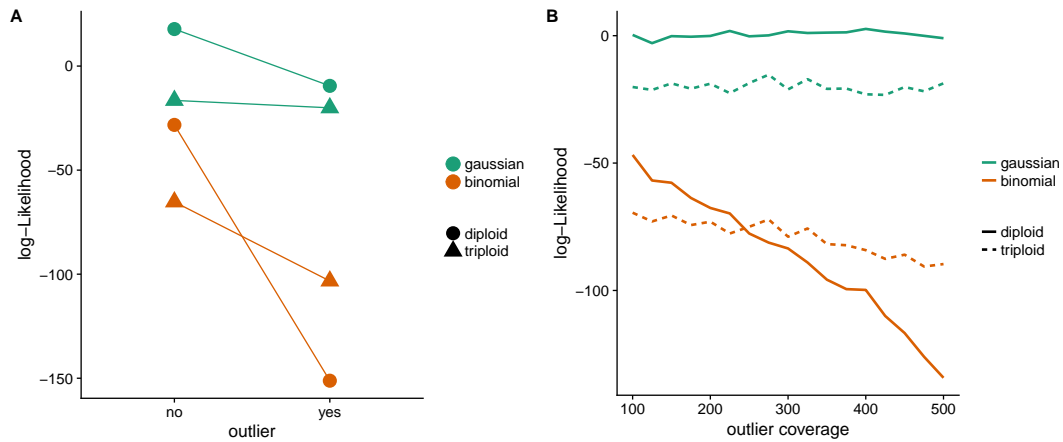 A
0
−50
−100
−150
log−Likelihood
no
yes
outlier
gaussian
binomial
diploid
triploid
B
0
−50
−100
log−Likelihood
100
200
300
400
500
outlier coverage
gaussian
binomial
diploid
triploid